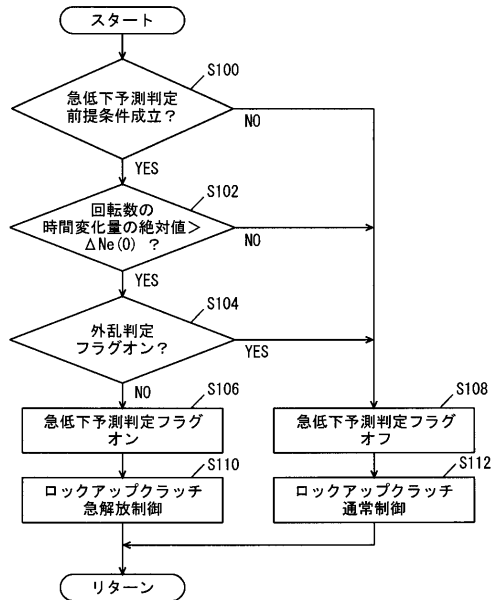 スタート
S100
急低下予測判定
前提条件成立?
NO
YES
S102
回転数の
時間変化量の絶対値>
ΔNe(0) ?
NO
YES
S104
外乱判定
フラグオン?
YES
NO
S106
急低下予測判定フラグ
オン
S108
急低下予測判定フラグ
オフ
S110
ロックアップクラッチ
急解放制御
S112
ロックアップクラッチ
通常制御
リターン